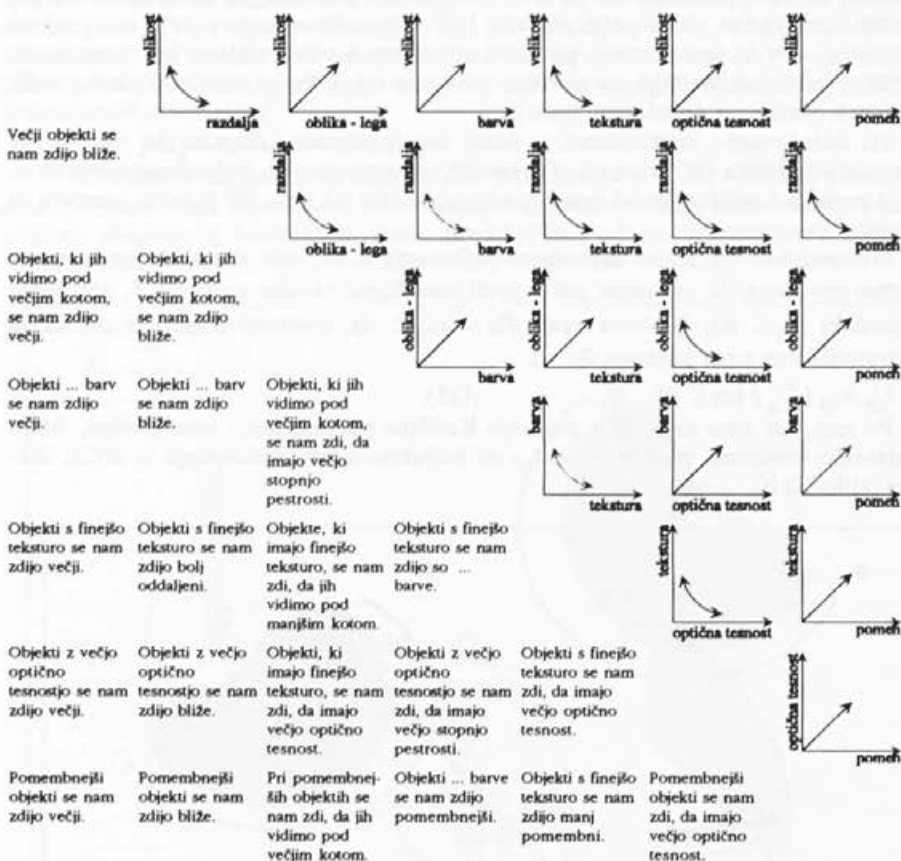 velikost velikost velikost velikost velikost velikost
razdalja oblika - lega barva tekstura optična tesnost pomen
Večji objekti se
nam zdijo bliže.
razdalja razdalja razdalja razdalja razdalja
oblika - lega barva tekstura optična tesnost pomen
Objekti, ki jih
vidimo pod
večjim kotom,
se nam zdijo
večji.
Objekti, ki jih
vidimo pod
večjim kotom,
se nam zdijo
bliže.
oblika - lega oblika - lega oblika - lega oblika - lega
barva tekstura optična tesnost pomen
Objekti ... barv
se nam zdijo
večji.
Objekti ... barv
se nam zdijo
bliže.
Objekti, ki jih
vidimo pod
večjim kotom,
se nam zdi, da
imajo večjo
stopnjo
pestrosti.
barva barva barva
tekstura optična tesnost pomen
Objekti s finejšo
teksturo se nam
zdijo večji.
Objekti s finejšo
teksturo se nam
zdijo bolj
oddaljeni.
Objekte, ki
imajo finejšo
teksturo, se nam
zdi, da jih
vidimo pod
manjšim kotom.
Objekti s finejšo
teksturo se nam
zdijo so ...
barve.
tekstura tekstura
optična tesnost pomen
Objekti z večjo
optično
tesnostjo se nam
zdijo večji.
Objekti z večjo
optično
tesnostjo se nam
zdijo bliže.
Objekti, ki
imajo finejšo
teksturo, se nam
zdi, da imajo
večjo optično
tesnost.
Objekti z večjo
optično
tesnostjo se nam
zdi, da imajo
večjo stopnjo
pestrosti.
Objekti s finejšo
teksturo se nam
zdi, da imajo
večjo optično
tesnost.
optična tesnost
pomen
Pomembnejši
objekti se nam
zdijo večji.
Pomembnejši
objekti se nam
zdijo bliže.
Pri pomembnej-
ših objektih se
nam zdi, da jih
vidimo pod
večjim kotom.
Objekti ... barve
se nam zdijo
pomembnejši.
Objekti s finejšo
teksturo se nam
zdijo manj
pomembni.
Pomembnejši
objekti se nam
zdi, da imajo
večjo optično
tesnost.